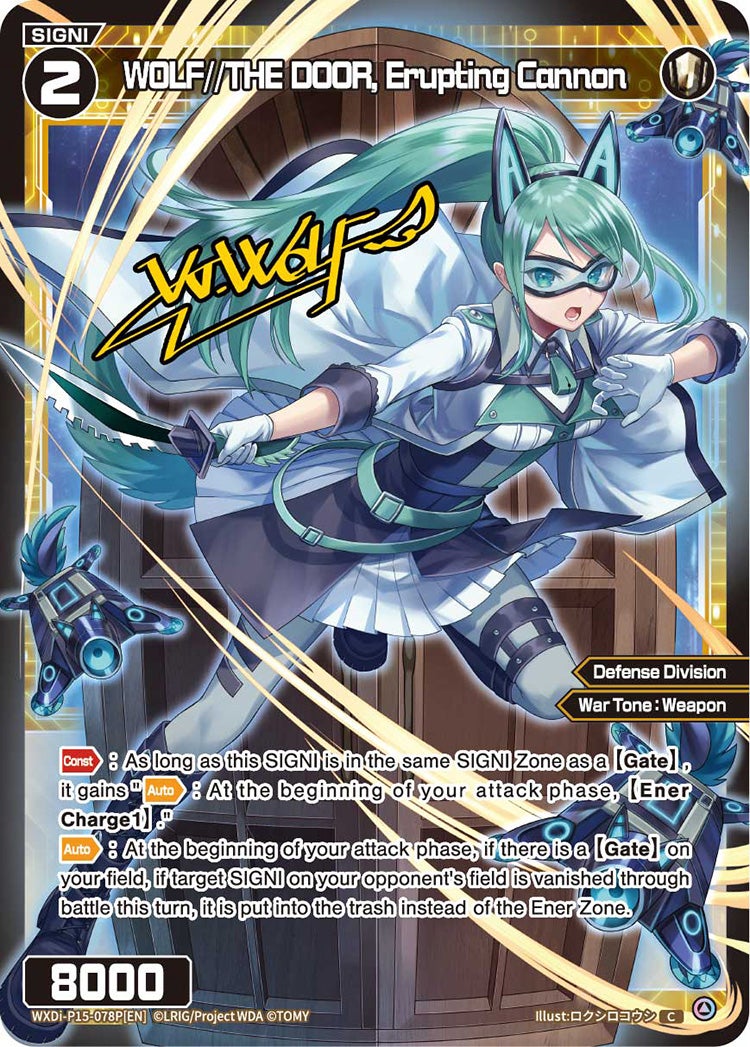 SIGNI
2
WOLF//THE DOOR, Erupting Cannon
W.Wolf
Defense Division
War Tone:Weapon
Const : As long as this SIGNI is in the same SIGNI Zone as a 【Gate】,
it gains " Auto : At the beginning of your attack phase, 【Ener
Charge1】."
Auto : At the beginning of your attack phase, if there is a 【Gate】 on
your field, if target SIGNI on your opponent's field is vanished through
battle this turn, it is put into the trash instead of the Ener Zone.
8000
WXDi-P15-078P[EN] ©LRIG/Project WDA ©TOMY
Illust:ロクシロコウシ C